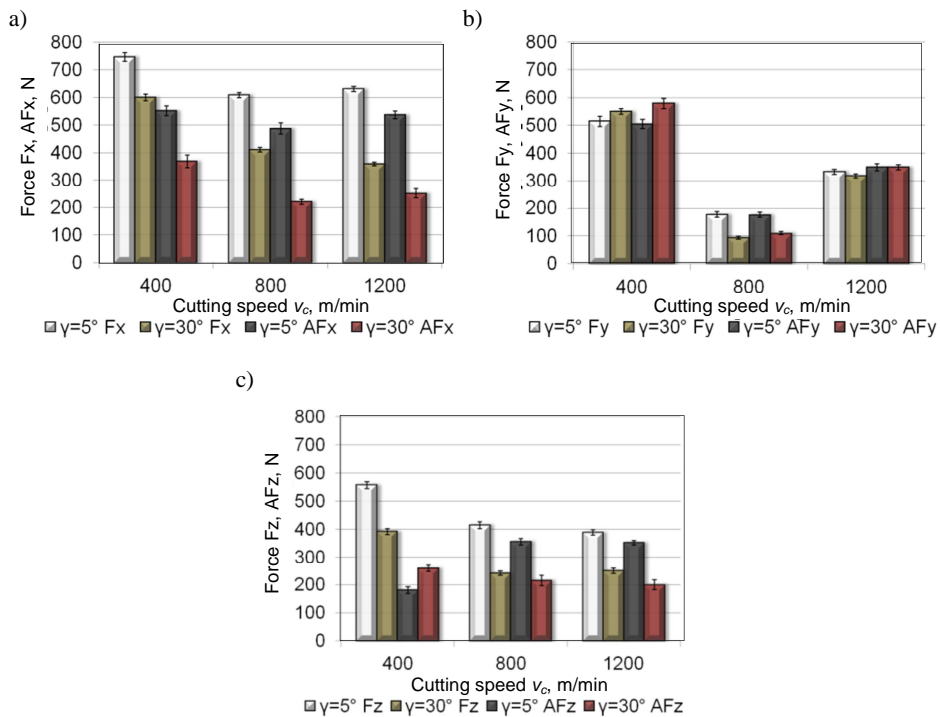 a)
800
700
600
500
400
300
200
100
0
Force Fx, AFx, N
400 800 1200
Cutting speed vc, m/min
γ=5° Fx γ=30° Fx γ=5° AFx γ=30° AFx
b)
800
700
600
500
400
300
200
100
0
Force Fy, AFy, N
400 800 1200
Cutting speed vc, m/min
γ=5° Fy γ=30° Fy γ=5° AFy γ=30° AFy
c)
800
700
600
500
400
300
200
100
0
Force Fz, AFz, N
400 800 1200
Cutting speed vc, m/min
γ=5° Fz γ=30° Fz γ=5° AFz γ=30° AFz